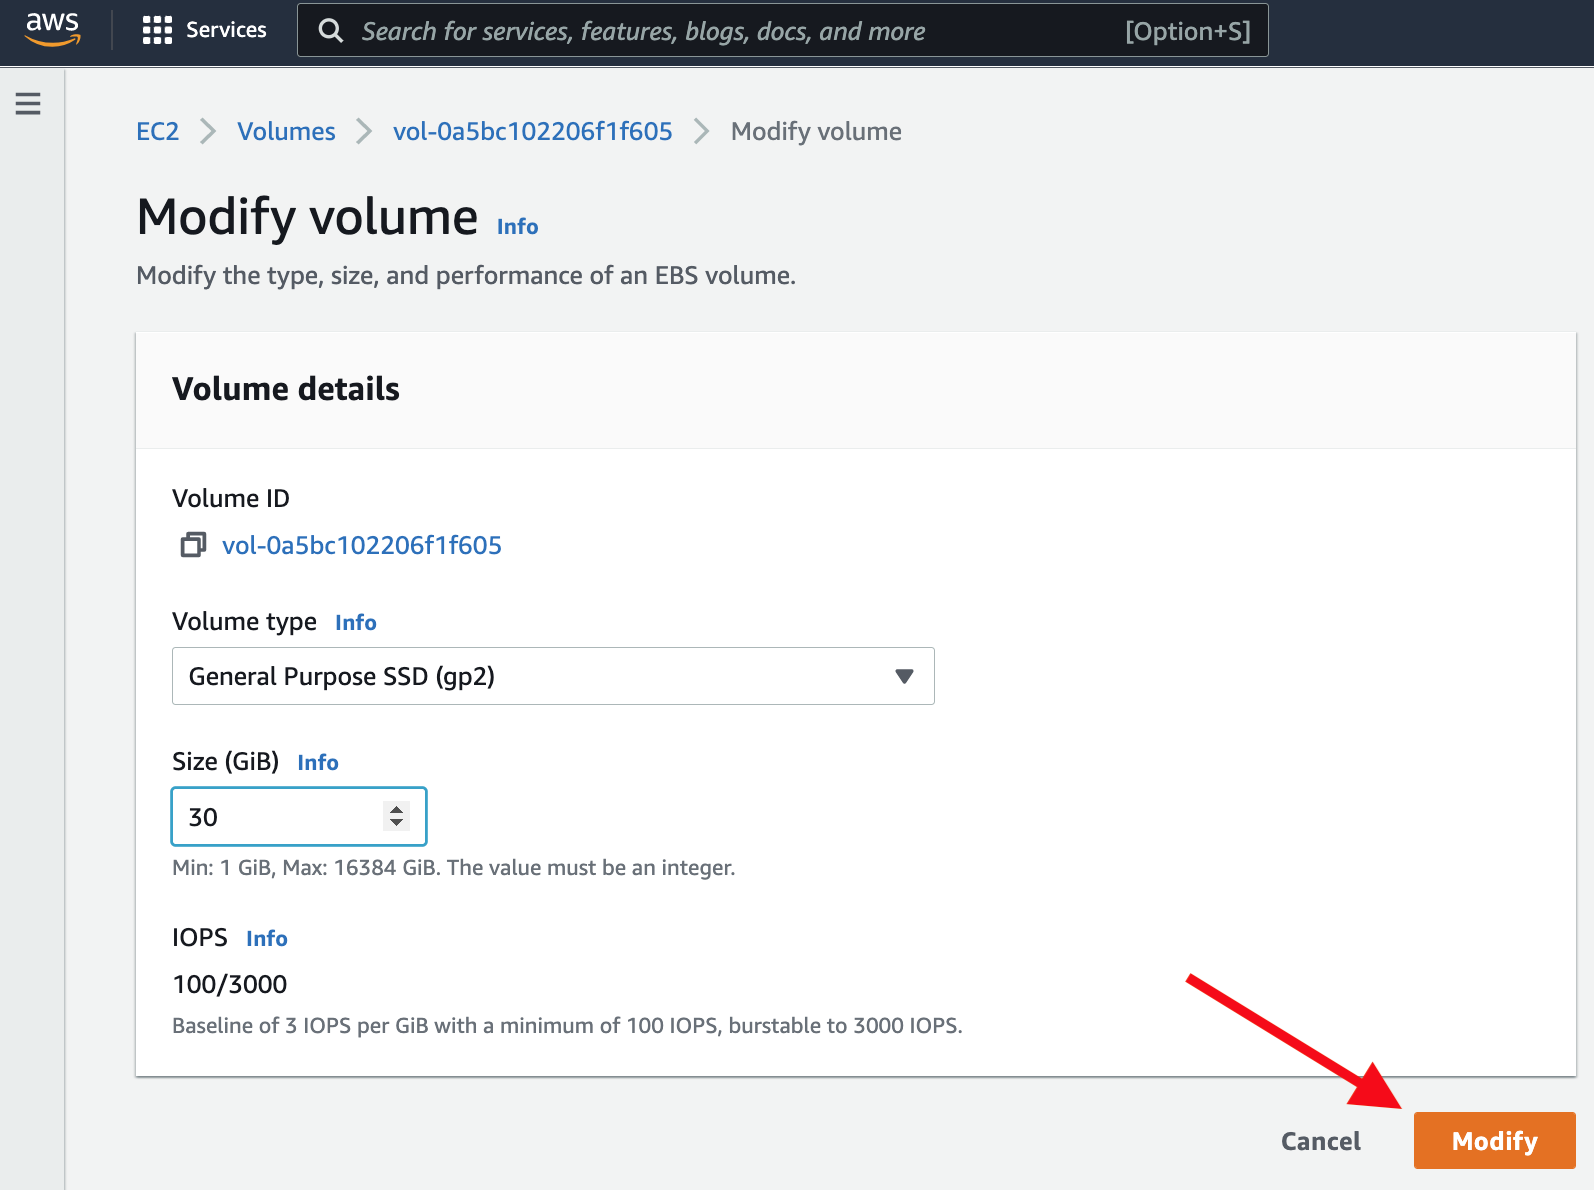 aws Services Search for services, features, blogs, docs, and more [Option+S]
EC2 Volumes vol-0a5bc102206f1f605 Modify volume
Modify volume Info
Modify the type, size, and performance of an EBS volume.
Volume details
Volume ID
vol-0a5bc102206f1f605
Volume type Info
General Purpose SSD (gp2)
Size (GiB) Info
30
Min: 1 GiB, Max: 16384 GiB. The value must be an integer.
IOPS Info
100/3000
Baseline of 3 IOPS per GiB with a minimum of 100 IOPS, burstable to 3000 IOPS.
Cancel Modify